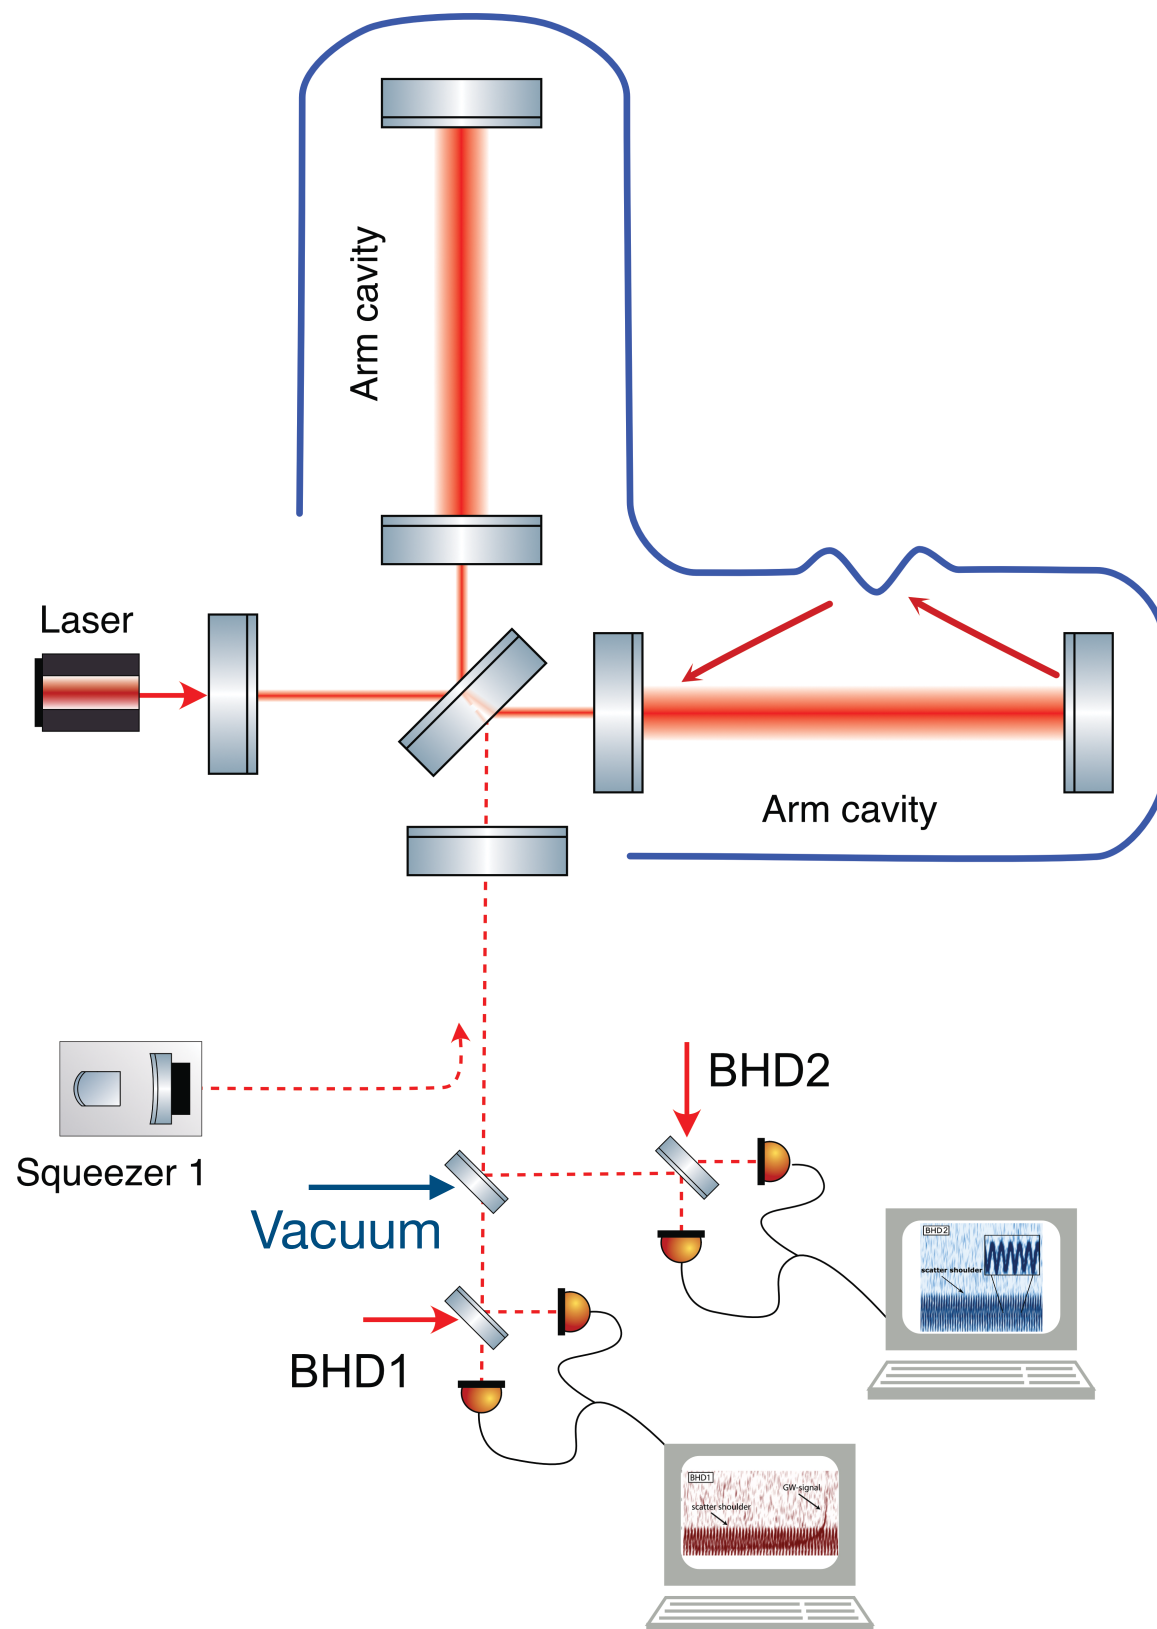 Arm cavity
Laser
Arm cavity
BHD2
Squeezer 1
Vacuum
BHD2
scatter shoulder
BHD1
BHD1
GW-signal
scatter shoulder